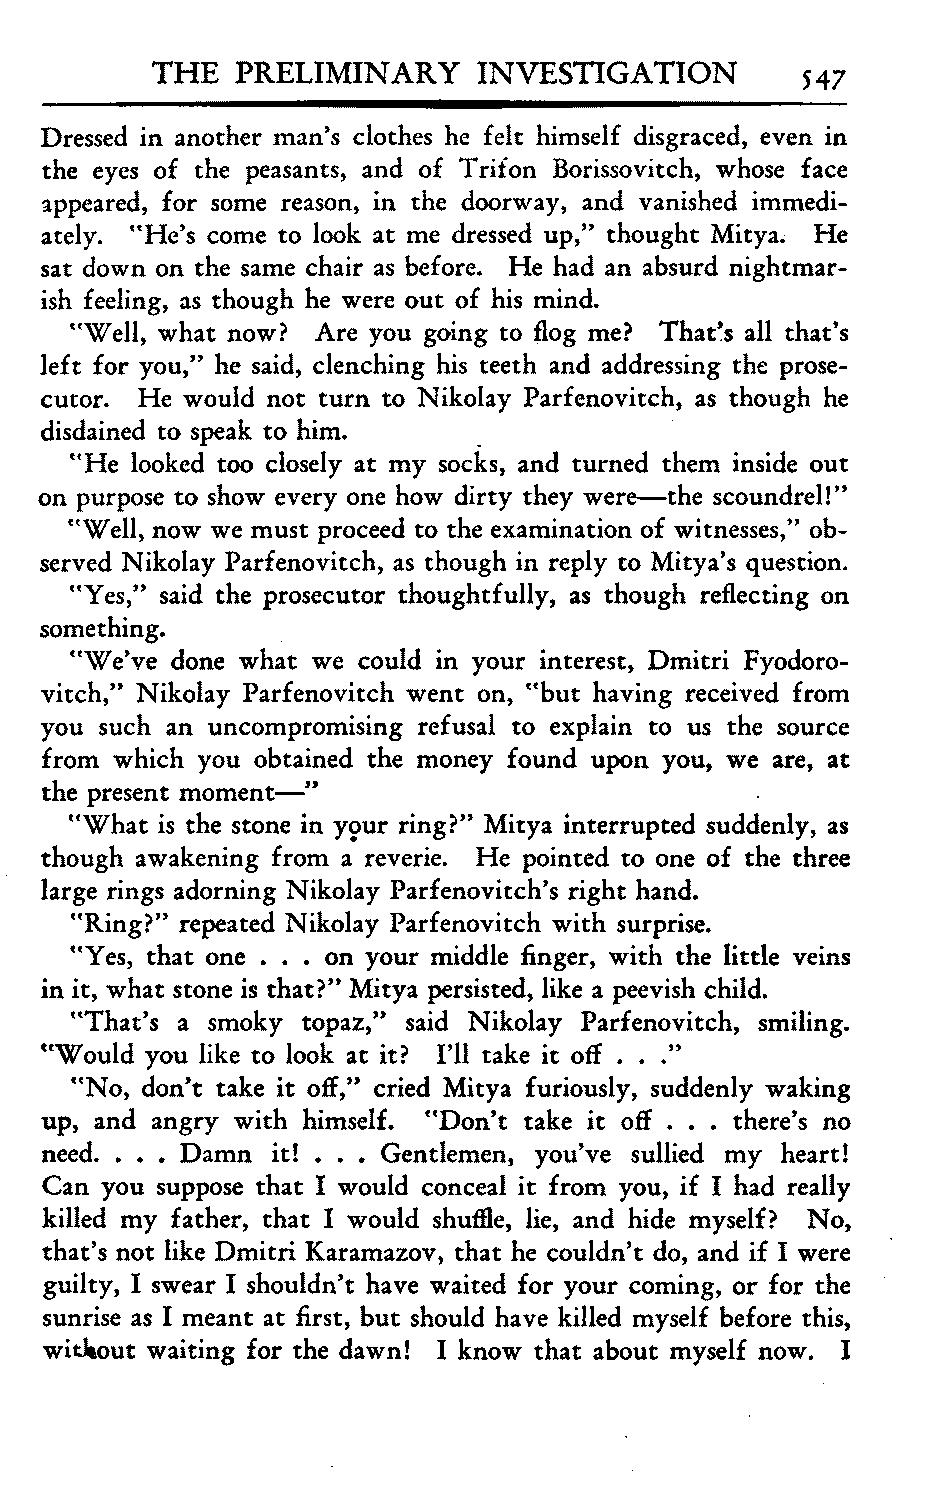 THE PRELIMINARY INVESTIGATION 547
Dressed in another man's clothes he felt himself disgraced, even in
the eyes of the peasants, and of Trifon Borissovitch, whose face
appeared, for some reason, in the doorway, and vanished immedi-
ately. "He's come to look at me dressed up," thought Mitya. He
sat down on the same chair as before. He had an absurd nightmar-
ish feeling, as though he were out of his mind.
"Well, what now? Are you going to flog me? That's all that's
left for you," he said, clenching his teeth and addressing the prose-
cutor. He would not turn to Nikolay Parfenovitch, as though he
disdained to speak to him.
"He looked too closely at my socks, and turned them inside out
on purpose to show every one how dirty they were—the scoundrel!"
"Well, now we must proceed to the examination of witnesses," ob-
served Nikolay Parfenovitch, as though in reply to Mitya's question.
"Yes," said the prosecutor thoughtfully, as though reflecting on
something.
"We've done what we could in your interest, Dmitri Fyodoro-
vitch," Nikolay Parfenovitch went on, "but having received from
you such an uncompromising refusal to explain to us the source
from which you obtained the money found upon you, we are, at
the present moment—"
"What is the stone in your ring?" Mitya interrupted suddenly, as
though awakening from a reverie. He pointed to one of the three
large rings adorning Nikolay Parfenovitch's right hand.
"Ring?" repeated Nikolay Parfenovitch with surprise.
"Yes, that one . . . on your middle finger, with the little veins
in it, what stone is that?" Mitya persisted, like a peevish child.
"That's a smoky topaz," said Nikolay Parfenovitch, smiling.
"Would you like to look at it? I'll take it off . . ."
"No, don't take it off," cried Mitya furiously, suddenly waking
up, and angry with himself. "Don't take it off . . . there's no
need. . . . Damn it! . . . Gentlemen, you've sullied my heart!
Can you suppose that I would conceal it from you, if I had really
killed my father, that I would shuffle, lie, and hide myself? No,
that's not like Dmitri Karamazov, that he couldn't do, and if I were
guilty, I swear I shouldn't have waited for your coming, or for the
sunrise as I meant at first, but should have killed myself before this,
without waiting for the dawn! I know that about myself now. I